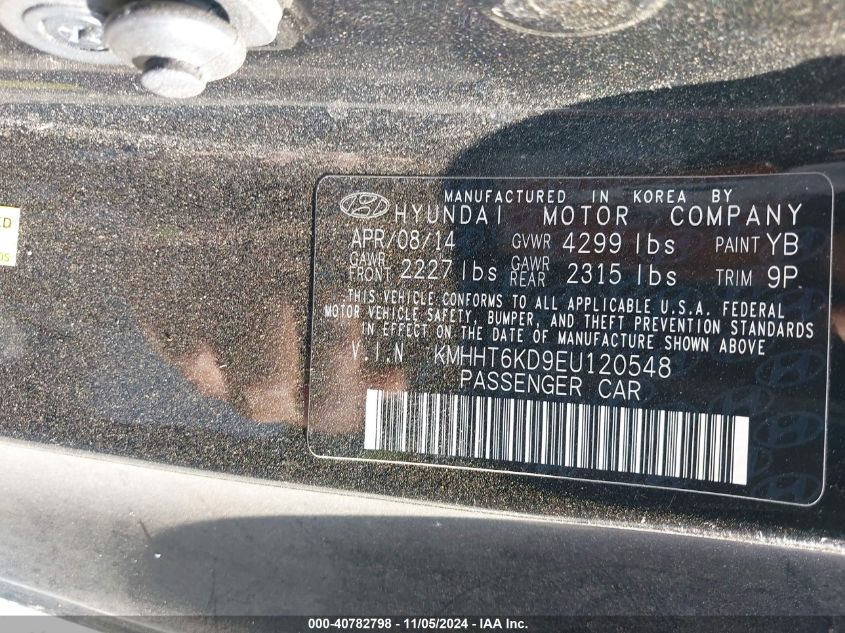 MANUFACTURED IN KOREA BY
HYUNDAI MOTOR COMPANY
APR/08/14 GVWR 4299 lbs PAINT YB
GAWR FRONT 2227 lbs GAWR REAR 2315 lbs TRIM 9P
THIS VEHICLE CONFORMS TO ALL APPLICABLE U.S.A. FEDERAL
MOTOR VEHICLE SAFETY, BUMPER, AND THEFT PREVENTION STANDARDS
IN EFFECT ON THE DATE OF MANUFACTURE SHOWN ABOVE
V.I.N KMHHT6KD9EU120548
PASSENGER CAR
000-40782798 - 11/05/2024 - IAA Inc.